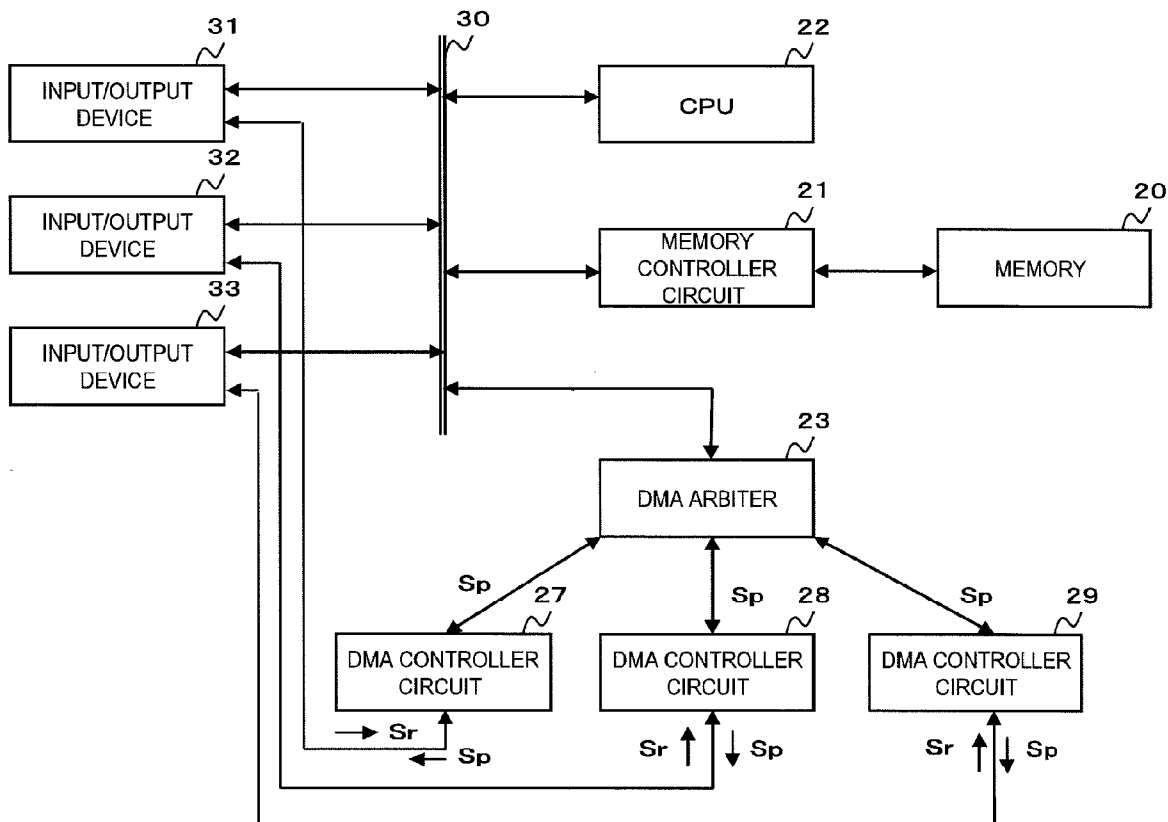 31
30
22
INPUT/OUTPUT
DEVICE
CPU
32
21
20
INPUT/OUTPUT
DEVICE
MEMORY
CONTROLLER
CIRCUIT
MEMORY
33
INPUT/OUTPUT
DEVICE
23
DMA ARBITER
Sp
27
Sp
28
Sp
29
DMA CONTROLLER
CIRCUIT
DMA CONTROLLER
CIRCUIT
DMA CONTROLLER
CIRCUIT
Sr
Sp
Sr
Sp
Sr
Sp